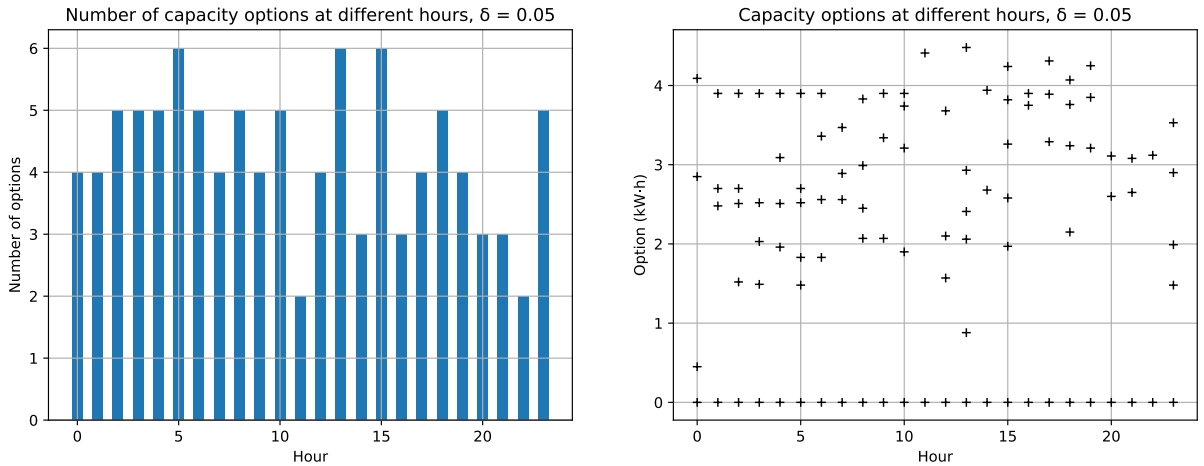 Number of capacity options at different hours, δ = 0.05
6
5
4
3
2
1
0
Number of options
0 5 10 15 20
Hour
Capacity options at different hours, δ = 0.05
4
3
2
1
0
Option (kW·h)
0 5 10 15 20
Hour